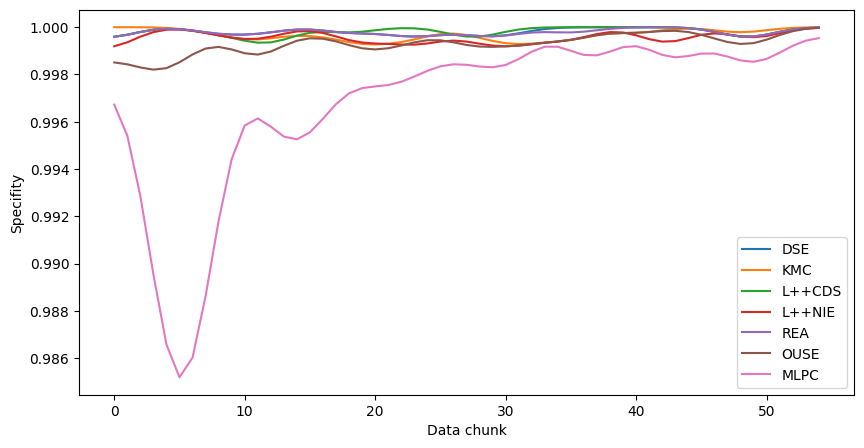 1.000
0.998
0.996
0.994
0.992
0.990
0.988
0.986
Specifity
0 10 20 30 40 50
Data chunk
DSE
KMC
L++CDS
L++NIE
REA
OUSE
MLPC